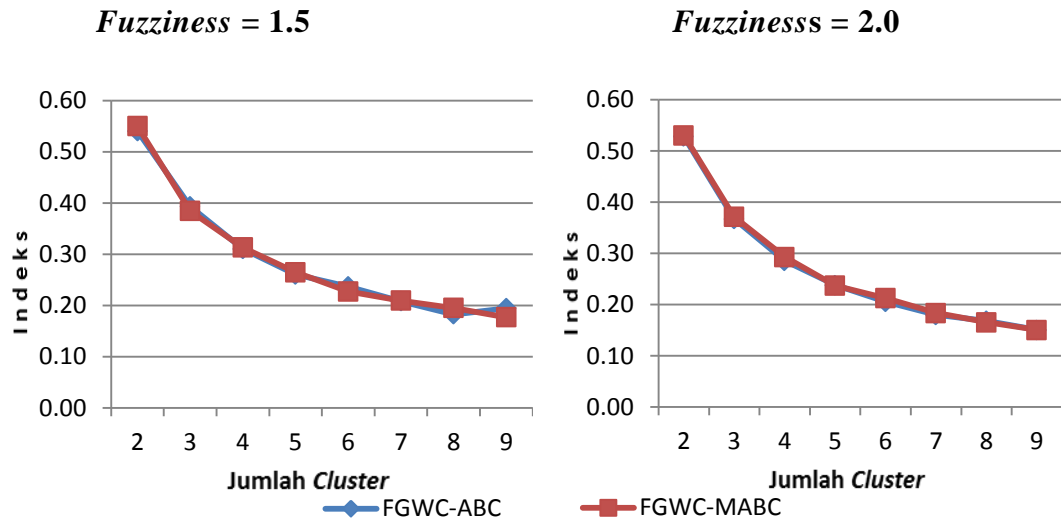 Fuzziness = 1.5
0.60
0.50
0.40
0.30
0.20
0.10
0.00
Indeks
2 3 4 5 6 7 8 9
Jumlah Cluster
Fuzzinesss = 2.0
0.60
0.50
0.40
0.30
0.20
0.10
0.00
Indeks
2 3 4 5 6 7 8 9
Jumlah Cluster
FGWC-ABC FGWC-MABC